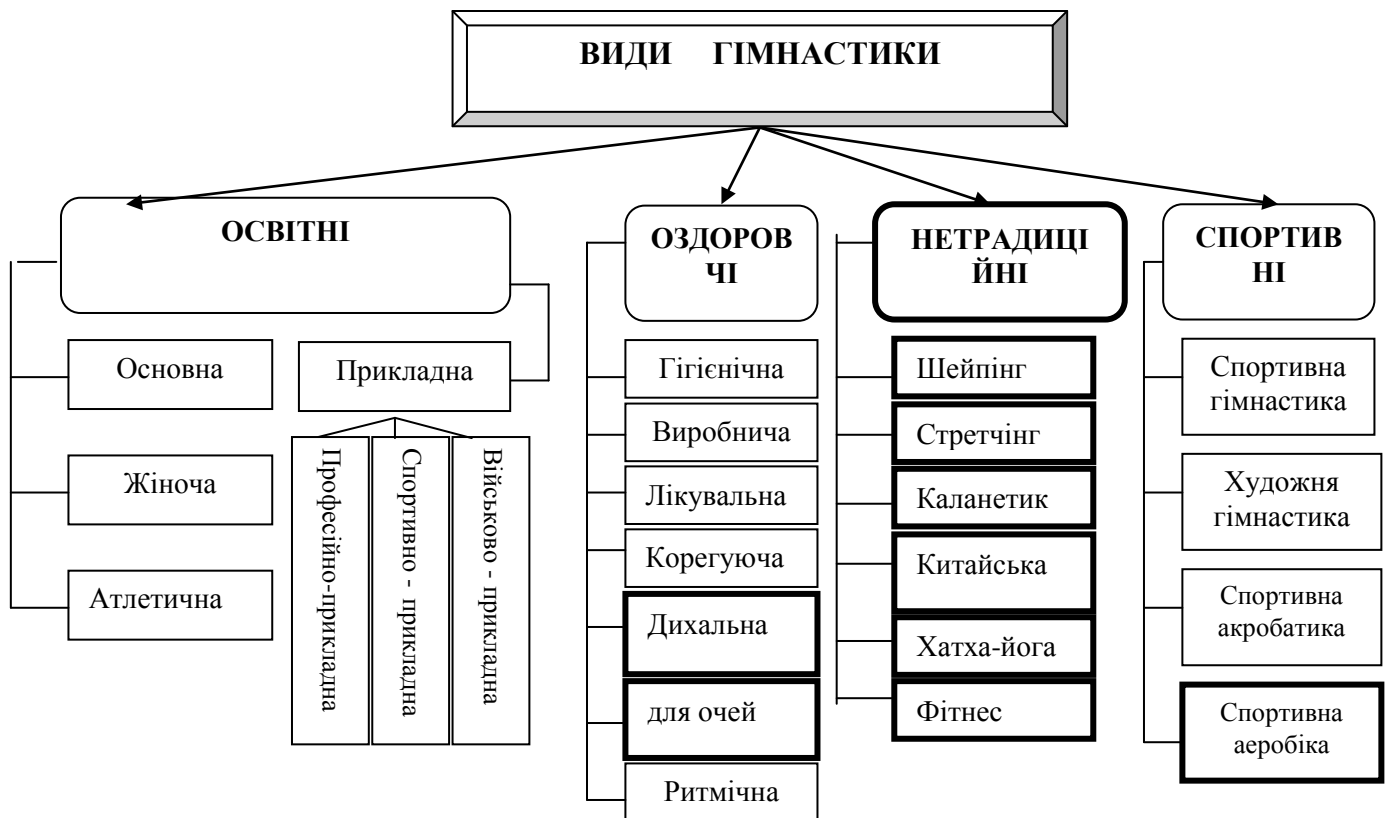 ВИДИ ГІМНАСТИКИ
ОСВІТНІ
Основна
Жіноча
Атлетична
Прикладна
Професійно-прикладна
Спортивно - прикладна
Військово - прикладна
ОЗДОРОВ
ЧІ
Гігієнічна
Виробнича
Лікувальна
Корегуюча
Дихальна
для очей
Ритмічна
НЕТРАДИЦІ
ЙНІ
Шейпінг
Стретчінг
Каланетик
Китайська
Хатха-йога
Фітнес
СПОРТИВ
НІ
Спортивна
гімнастика
Художня
гімнастика
Спортивна
акробатика
Спортивна
аеробіка